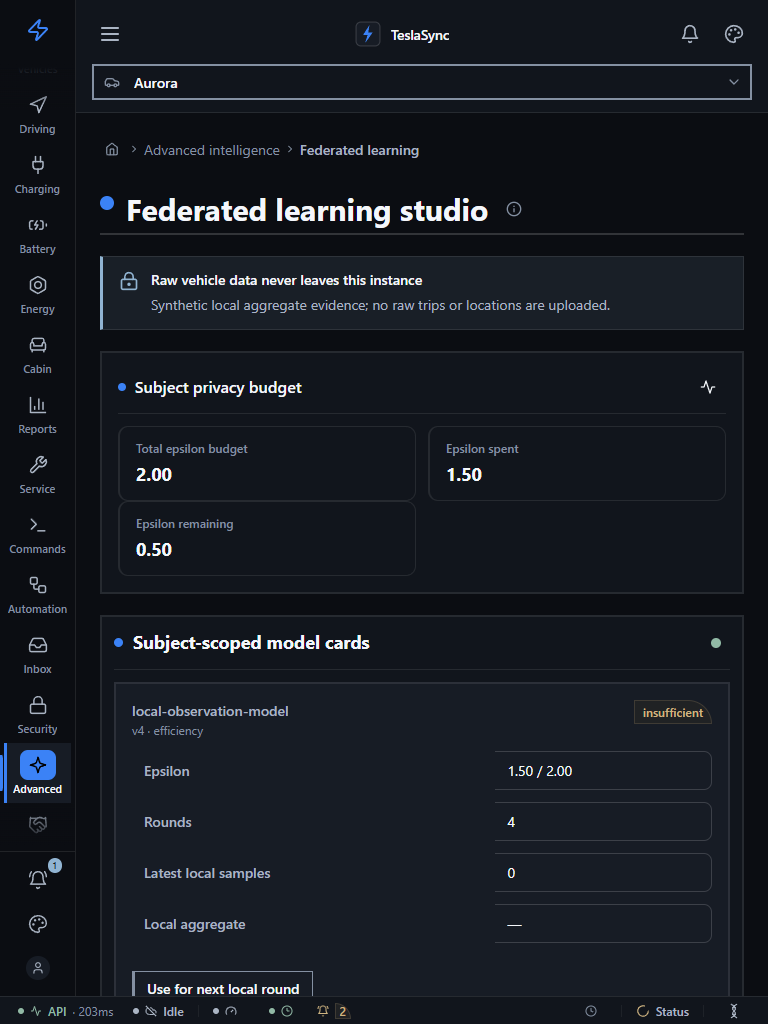 TeslaSync
Aurora
Driving
Charging
Battery
Energy
Cabin
Reports
Service
Commands
Automation
Inbox
Security
Advanced
1
Advanced intelligence > Federated learning
Federated learning studio
Raw vehicle data never leaves this instance
Synthetic local aggregate evidence; no raw trips or locations are uploaded.
Subject privacy budget
Total epsilon budget
2.00
Epsilon spent
1.50
Epsilon remaining
0.50
Subject-scoped model cards
local-observation-model
insufficient
v4 · efficiency
Epsilon
1.50 / 2.00
Rounds
4
Latest local samples
0
Local aggregate
—
Use for next local round
API · 203ms
Idle
2
Status